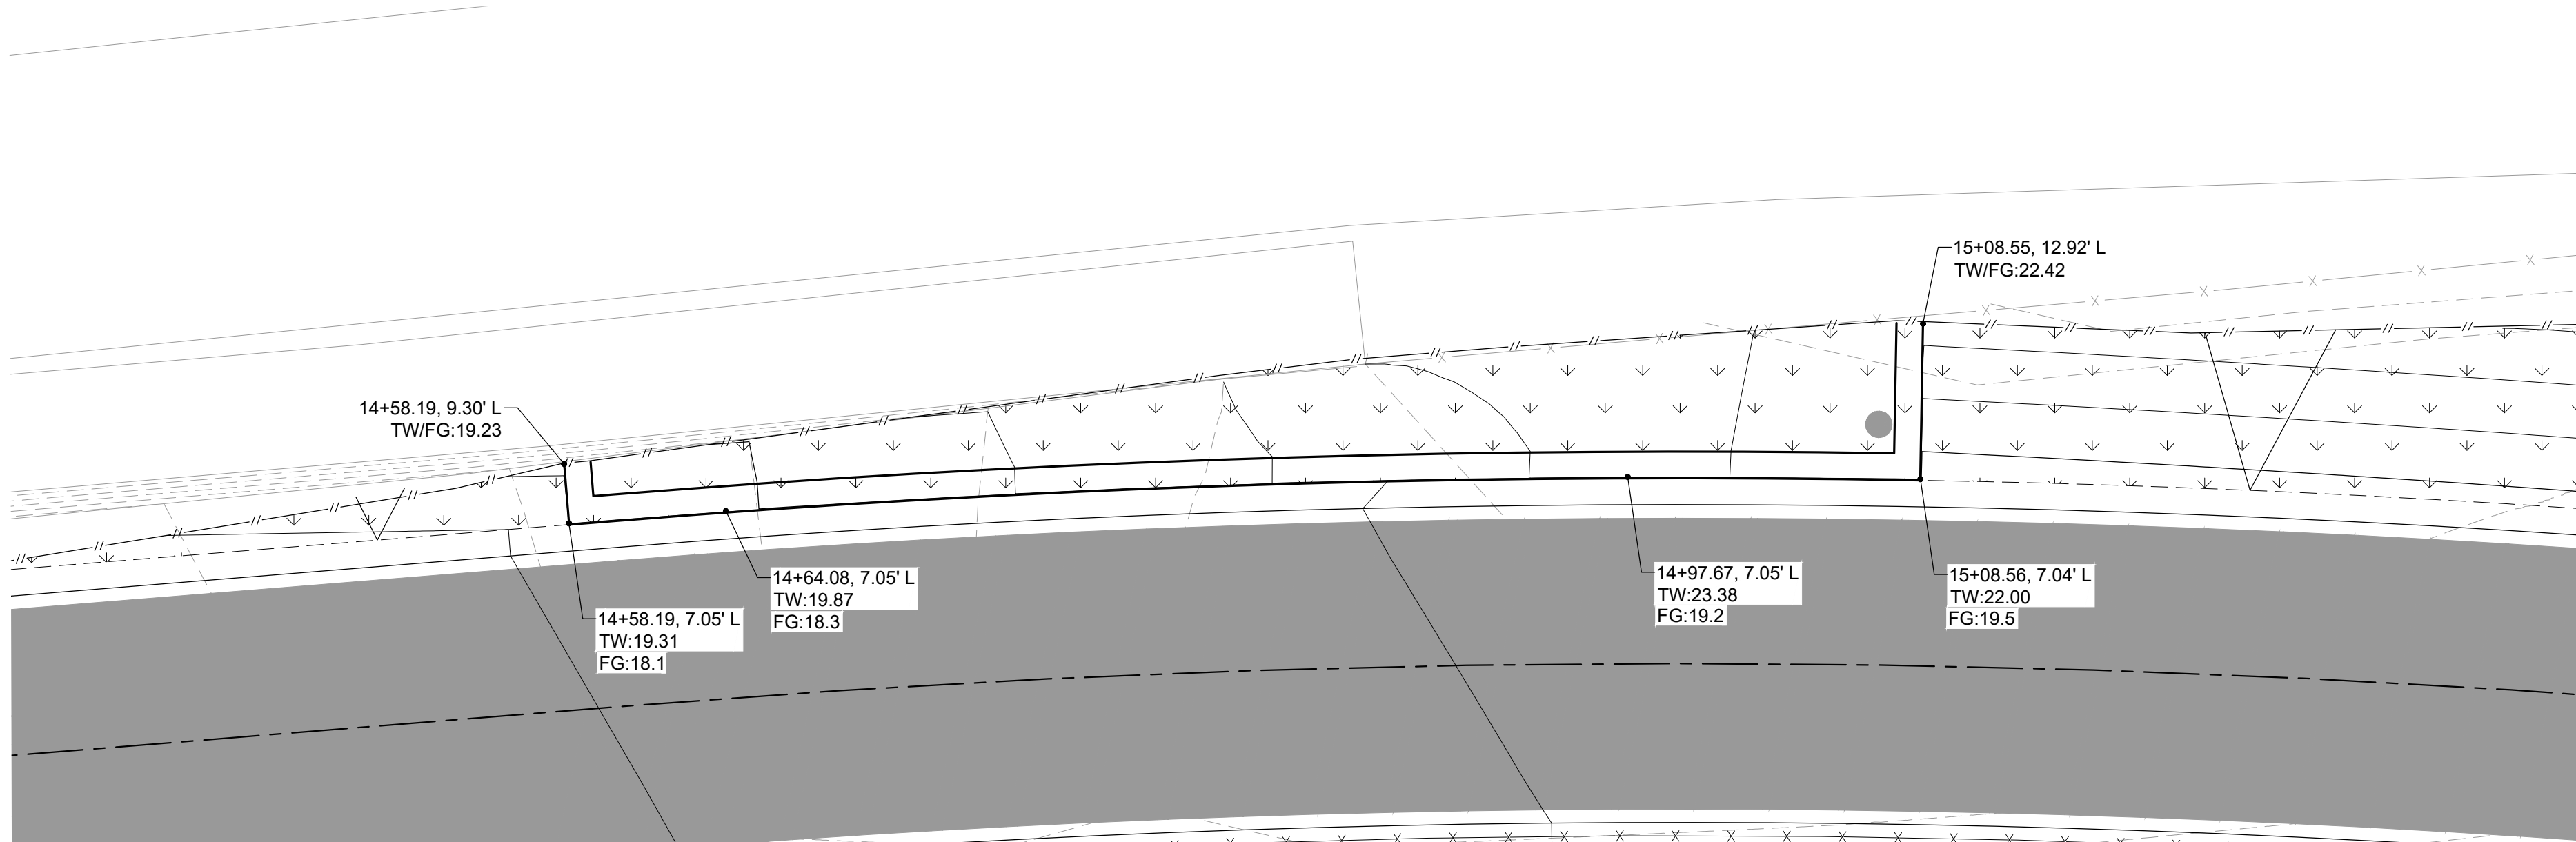 15+08.55, 12.92' L
TW/FG:22.42
14+58.19, 9.30' L
TW/FG:19.23
14+58.19, 7.05' L
TW:19.31
FG:18.1
14+64.08, 7.05' L
TW:19.87
FG:18.3
14+97.67, 7.05' L
TW:23.38
FG:19.2
15+08.56, 7.04' L
TW:22.00
FG:19.5